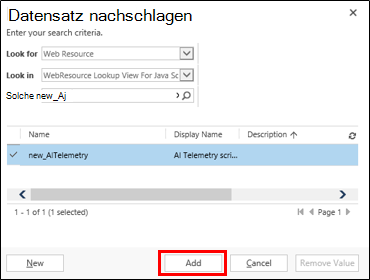 Datensatz nachschlagen
Enter your search criteria.
Look for Web Resource
Look in WebResource Lookup View For Java Sc
Solche new_Aj
Name Display Name Description
new_AITelemetry AI Telemetry scri...
1 - 1 of 1 (1 selected) Page 1
New Add Cancel Remove Value